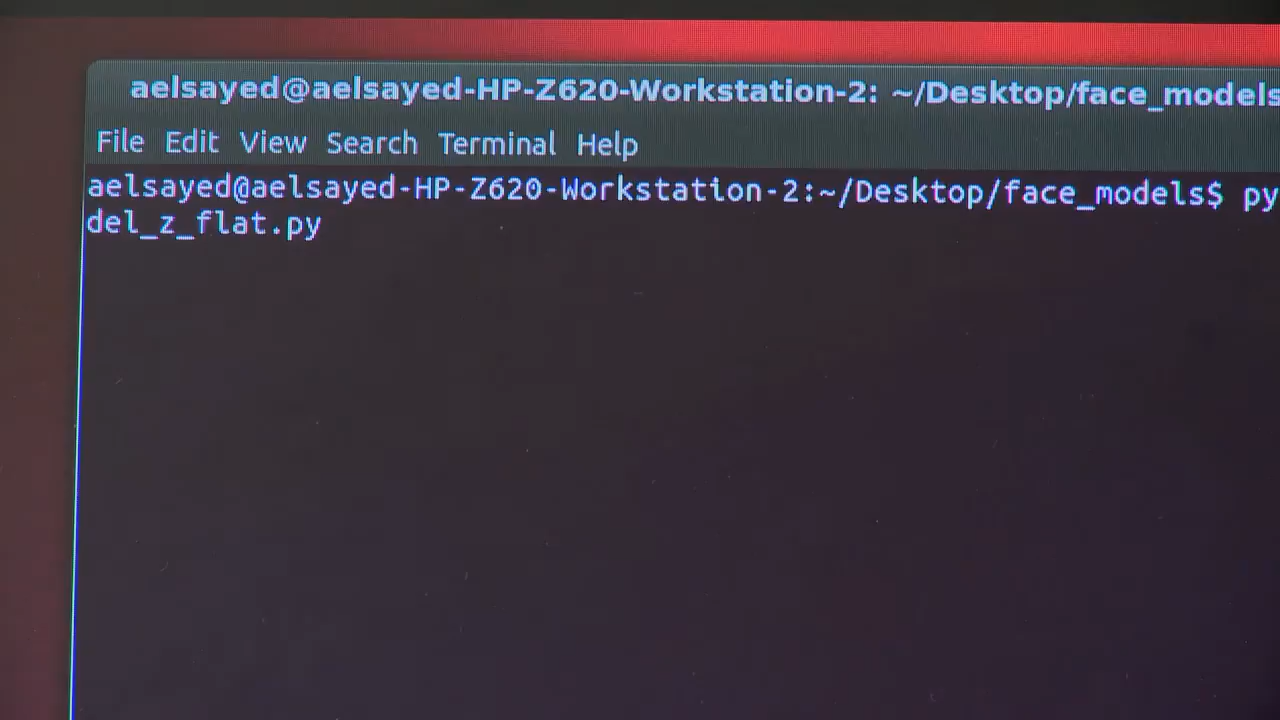 aelsayed@aelsayed-HP-Z620-Workstation-2: ~/Desktop/face_models
File Edit View Search Terminal Help
aelsayed@aelsayed-HP-Z620-Workstation-2:~/Desktop/face_models$ py
del_z_flat.py